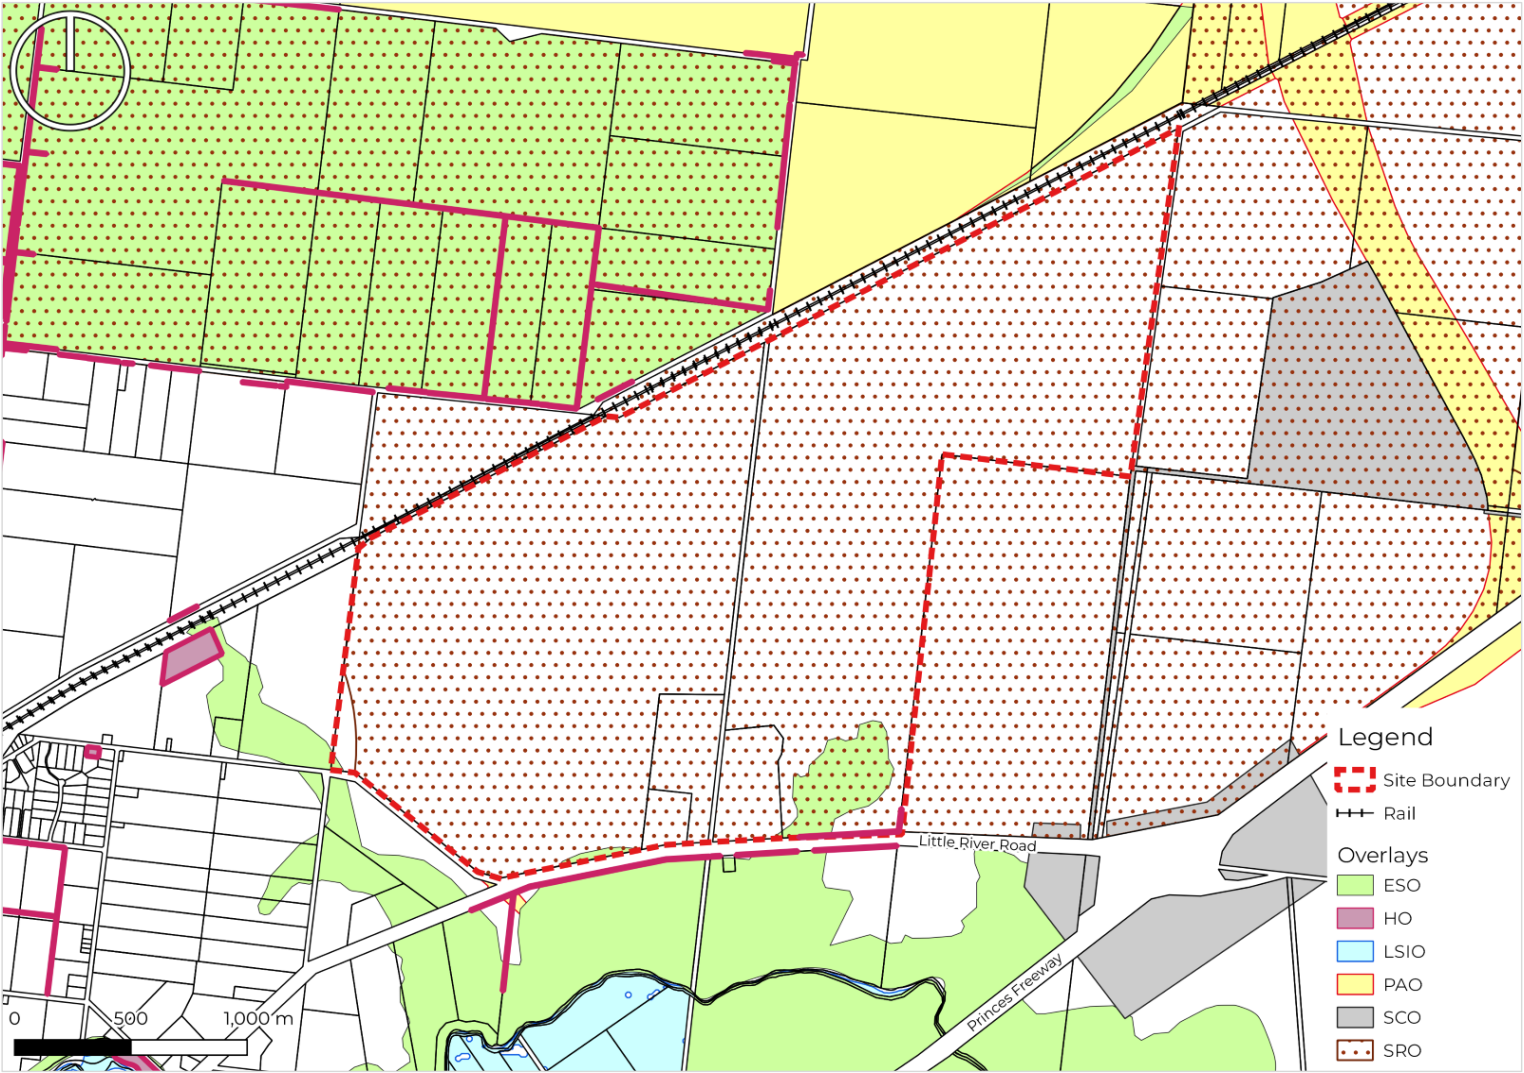 Little River Road
Princes Freeway
0 500 1,000 m
Legend
Site Boundary
Rail
Overlays
ESO
HO
LSIO
PAO
SCO
SRO